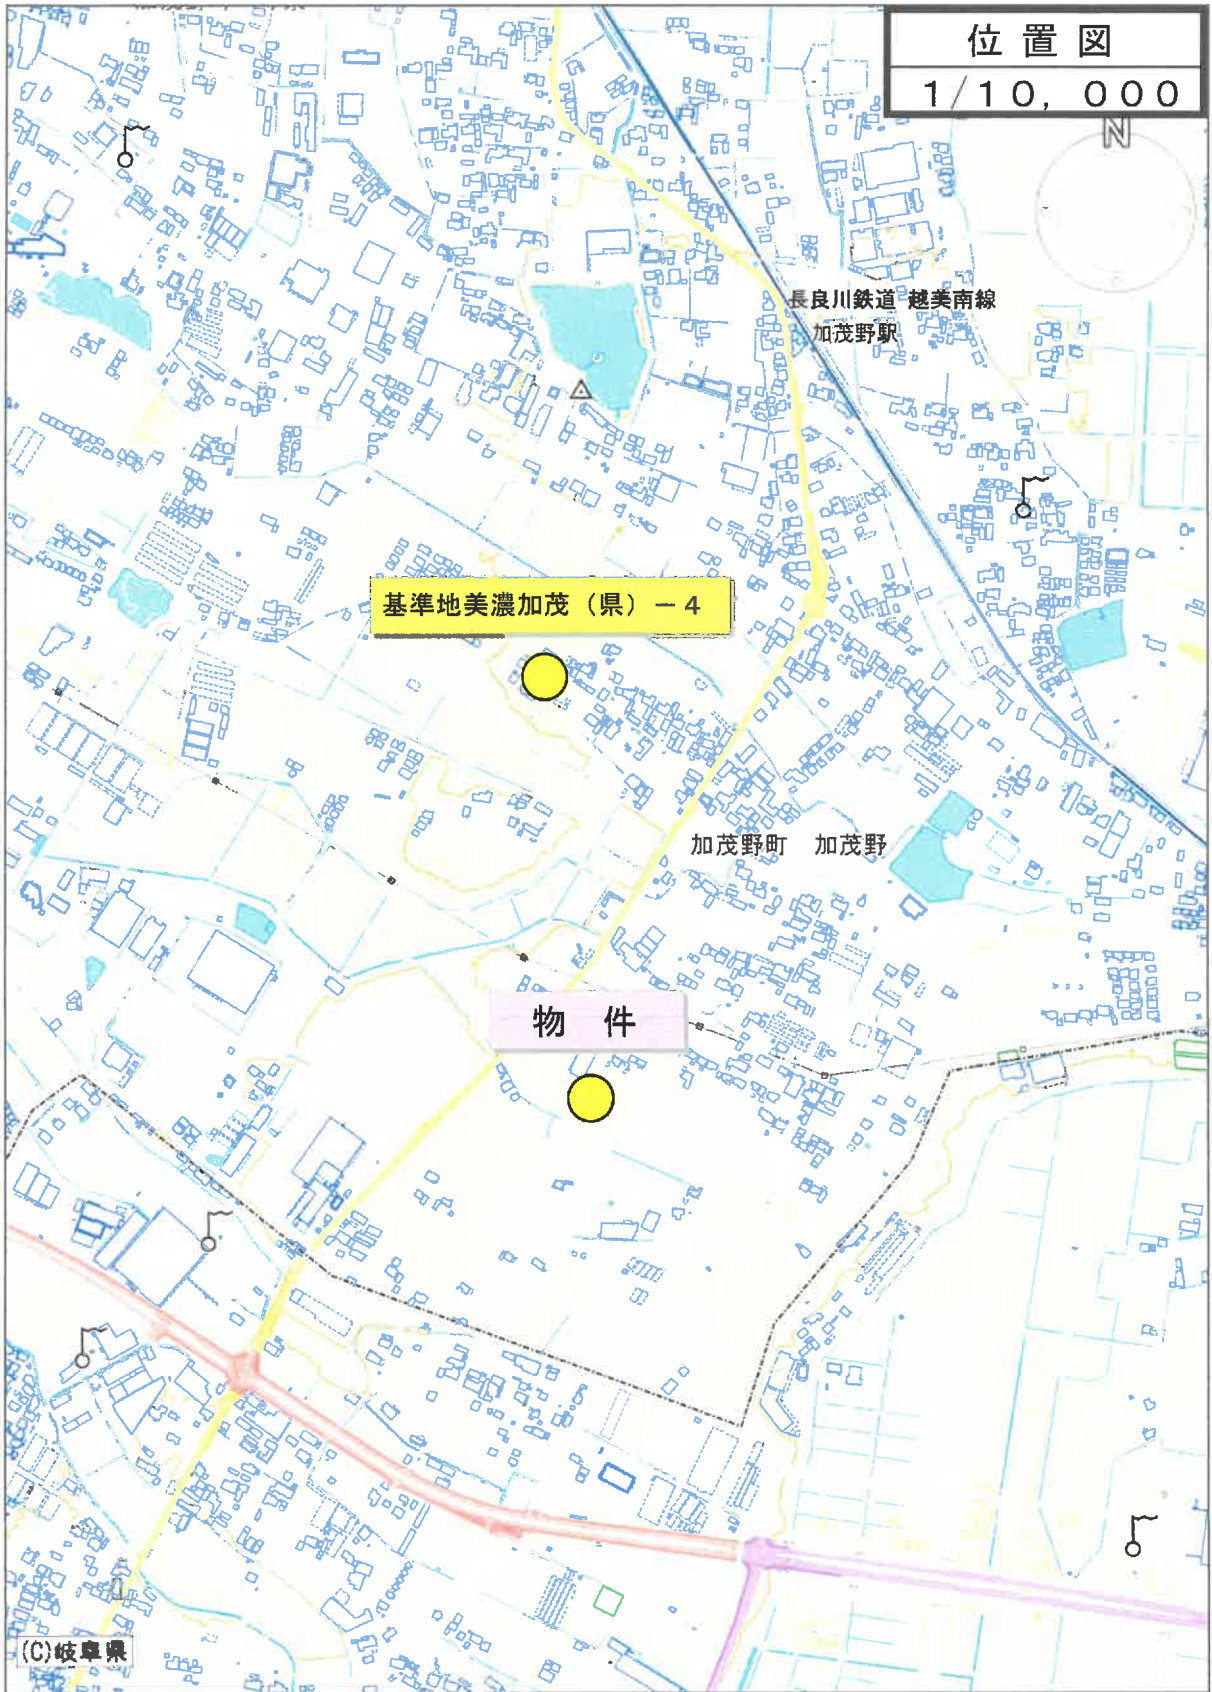 位置図
1/10,000
N
長良川鉄道 越美南線
加茂野駅
基準地美濃加茂（県）－4
加茂野町 加茂野
物件
(C)岐阜県